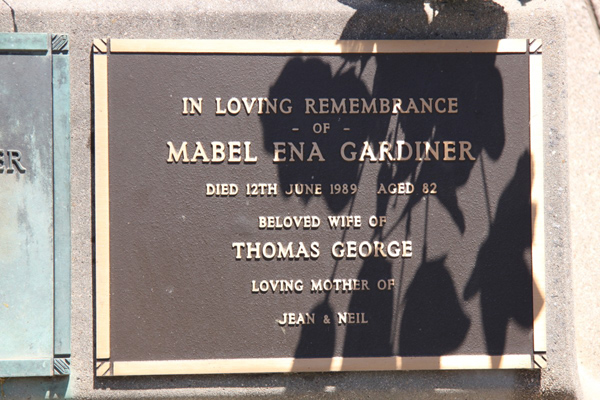 IN LOVING REMEMBRANCE
- OF -
MABEL ENA GARDINER
DIED 12TH JUNE 1989 AGED 82
BELOVED WIFE OF
THOMAS GEORGE
LOVING MOTHER OF
JEAN & NEIL